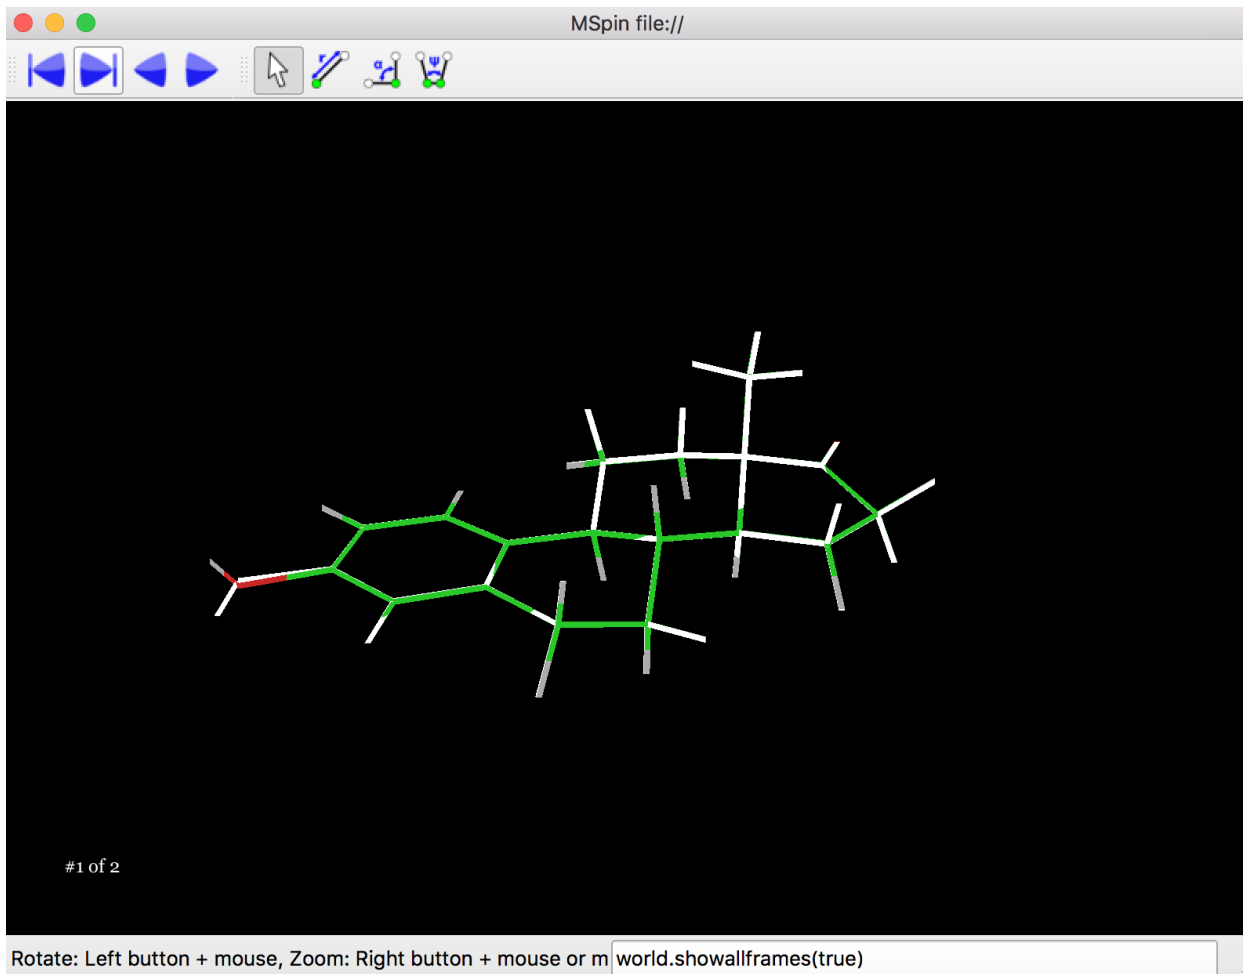 MSpin file://
r
α
Ψ
#1 of 2
Rotate: Left button + mouse, Zoom: Right button + mouse or m
world.showallframes(true)